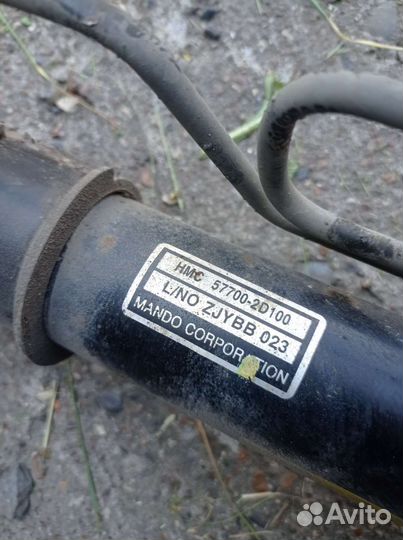 HMC 57700-2D100
L/NO ZJYBB 023
MANDO CORPORATION
Avito